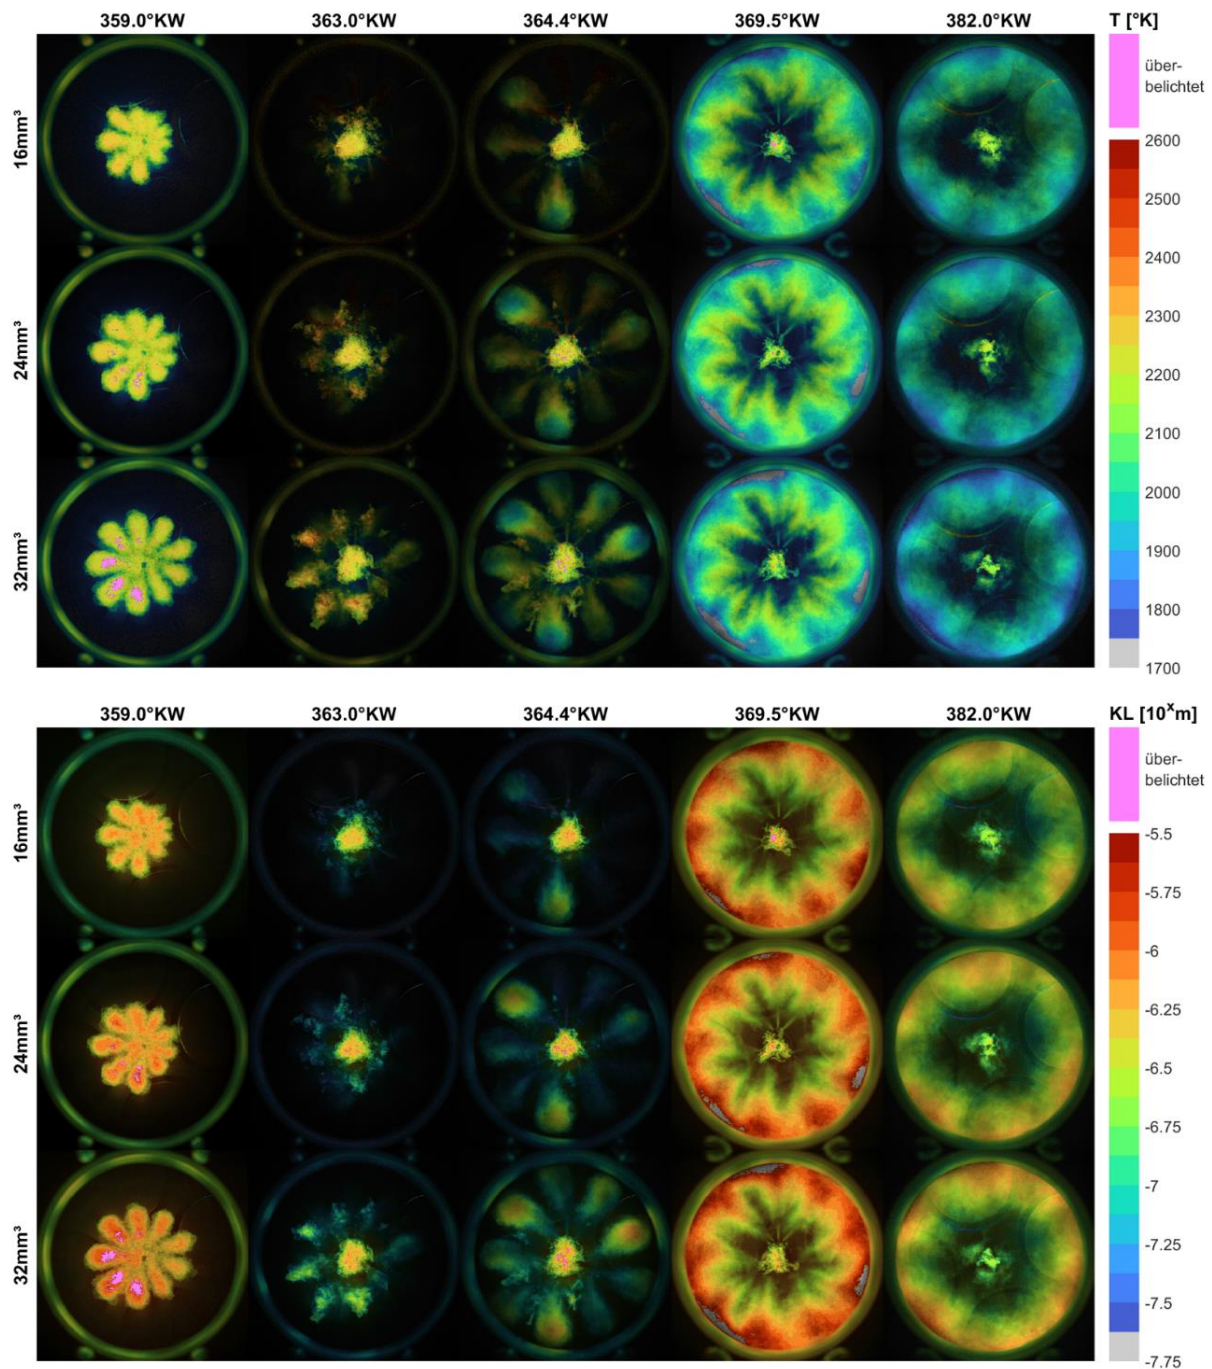 359.0°KW 363.0°KW 364.4°KW 369.5°KW 382.0°KW T [°K]
über-
belichtet
16mm³
2600
2500
2400
24mm³
2300
2200
2100
2000
32mm³
1900
1800
1700
359.0°KW 363.0°KW 364.4°KW 369.5°KW 382.0°KW KL [10ˣm]
über-
belichtet
16mm³
-5.5
-5.75
-6
24mm³
-6.25
-6.5
-6.75
-7
32mm³
-7.25
-7.5
-7.75